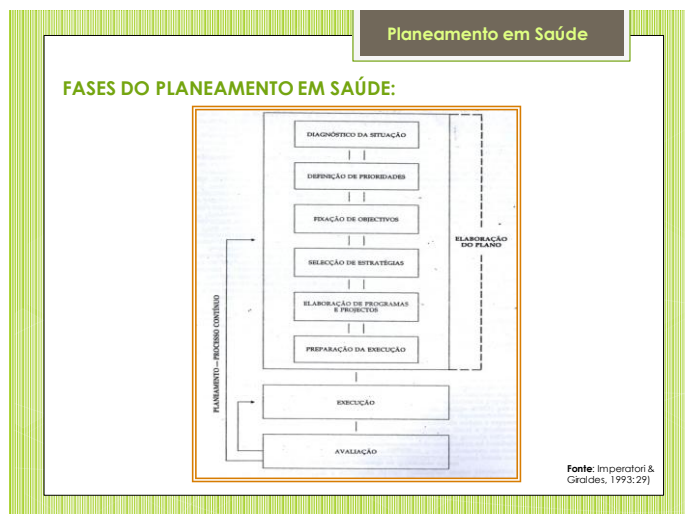 Planeamento em Saúde
FASES DO PLANEAMENTO EM SAÚDE:
DIAGNÓSTICO DA SITUAÇÃO
DEFINIÇÃO DE PRIORIDADES
FIXAÇÃO DE OBJECTIVOS
SELECÇÃO DE ESTRATÉGIAS
ELABORAÇÃO DE PROGRAMAS
E PROJECTOS
PREPARAÇÃO DA EXECUÇÃO
ELABORAÇÃO
DO PLANO
PLANEAMENTO – PROCESSO CONTÍNUO
EXECUÇÃO
AVALIAÇÃO
Fonte: Imperatori &
Giraldes, 1993:29)